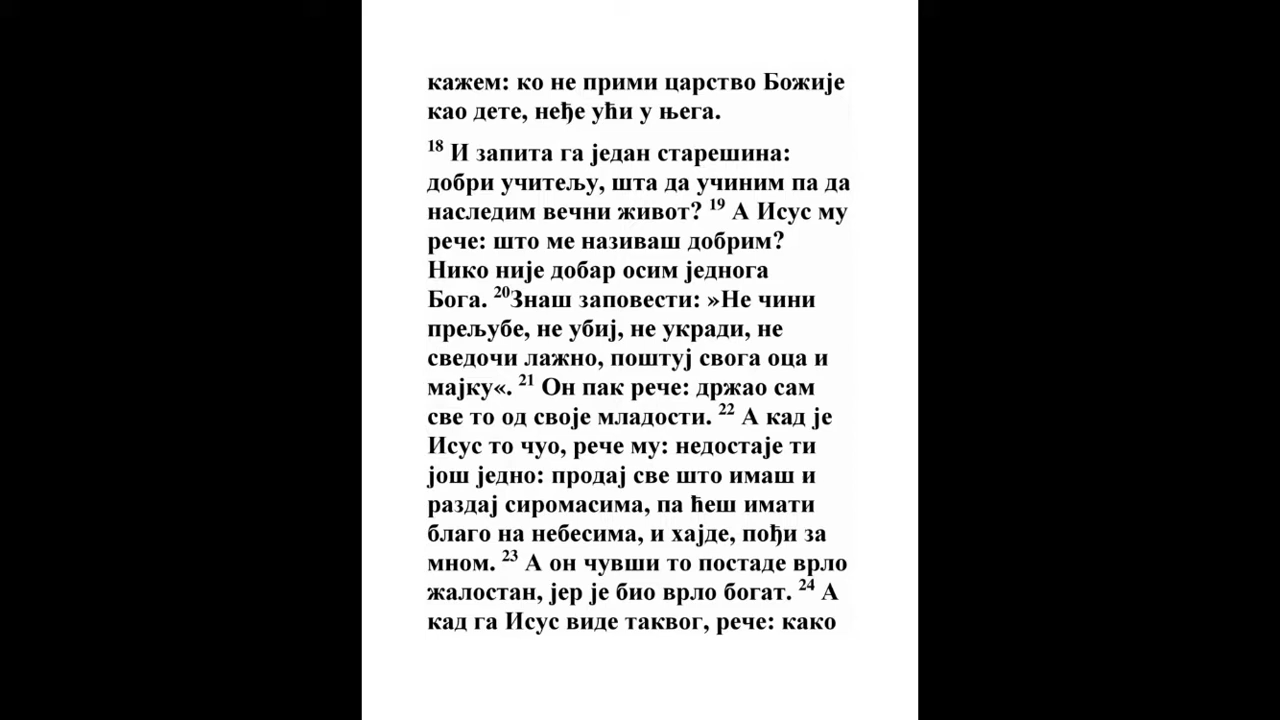 кажем: ко не прими царство Божије
као дете, неђе ући у њега.
18 И запита га један старешина:
добри учитељу, шта да учиним па да
наследим вечни живот? 19 А Исус му
рече: што ме називаш добрим?
Нико није добар осим једнога
Бога. 20Знаш заповести: »Не чини
прељубе, не убиј, не укради, не
сведочи лажно, поштуј свога оца и
мајку«. 21 Он пак рече: држао сам
све то од своје младости. 22 А кад је
Исус то чуо, рече му: недостаје ти
још једно: продај све што имаш и
раздај сиромасима, па ћеш имати
благо на небесима, и хајде, пођи за
мном. 23 А он чувши то постаде врло
жалостан, јер је био врло богат. 24 А
кад га Исус виде таквог, рече: како